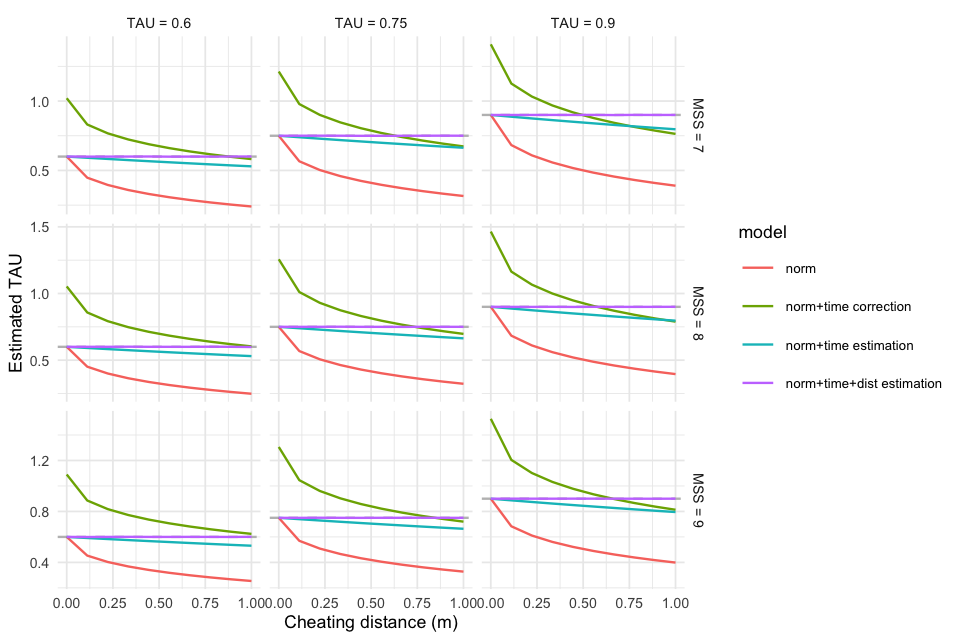 TAU = 0.6 TAU = 0.75 TAU = 0.9
1.0
0.5
MSS = 7
1.5
1.0
0.5
MSS = 8
1.2
0.8
0.4
MSS = 9
Estimated TAU
0.00 0.25 0.50 0.75 1.00 0.00 0.25 0.50 0.75 1.00 0.00 0.25 0.50 0.75 1.00
Cheating distance (m)
model
norm
norm+time correction
norm+time estimation
norm+time+dist estimation